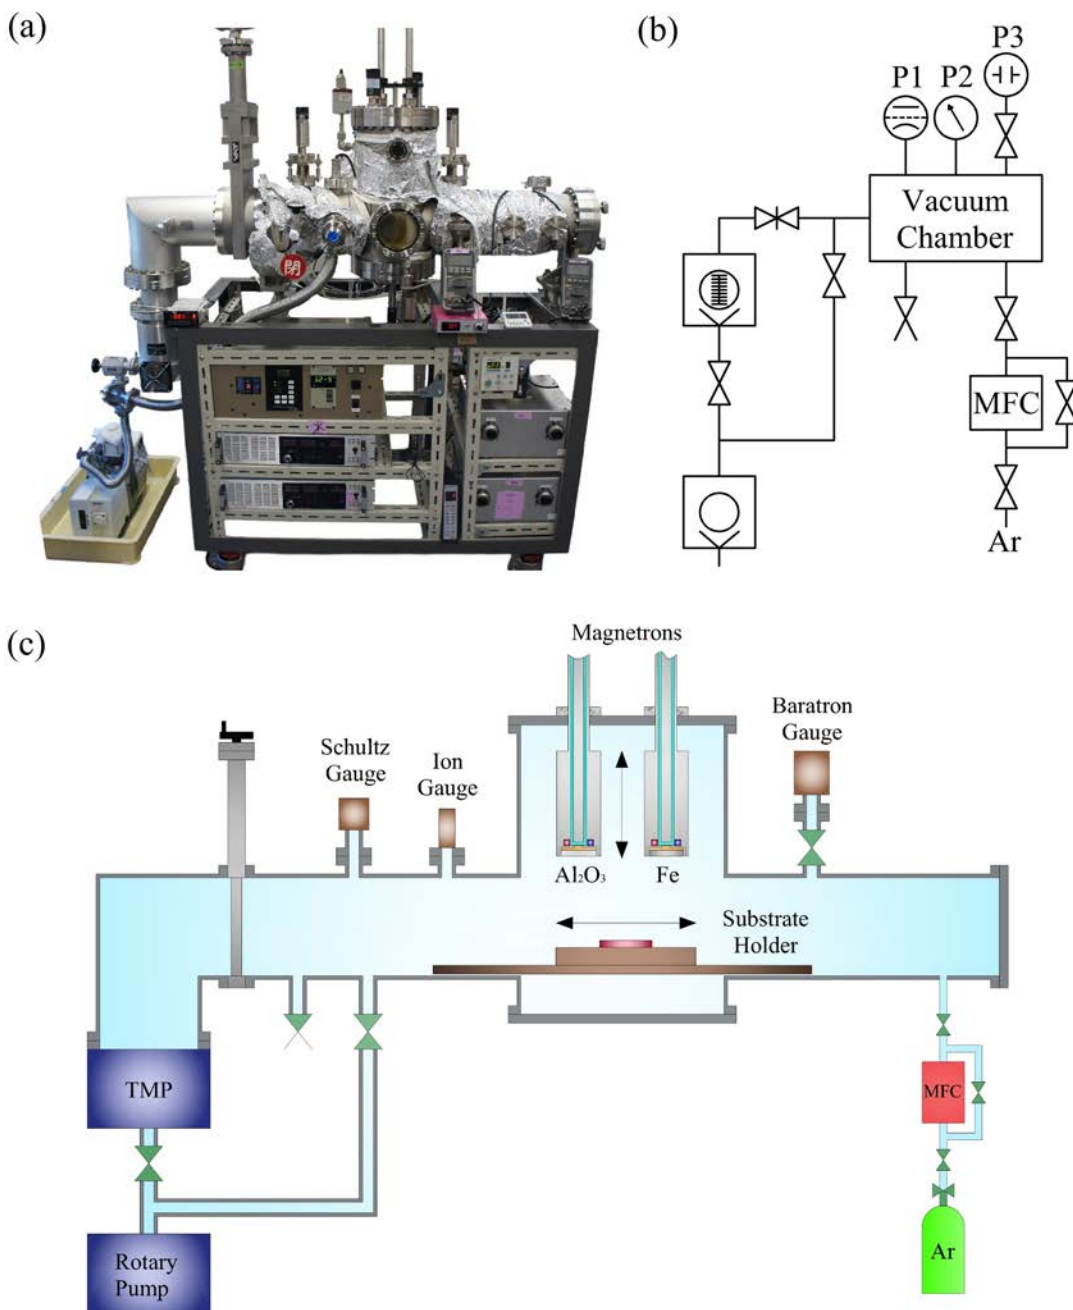 (a)
閉
(b)
P3
P1
P2
Vacuum
Chamber
MFC
Ar
(c)
Magnetrons
Schultz
Gauge
Ion
Gauge
Baratron
Gauge
Al₂O₃
Fe
Substrate
Holder
TMP
MFC
Rotary
Pump
Ar